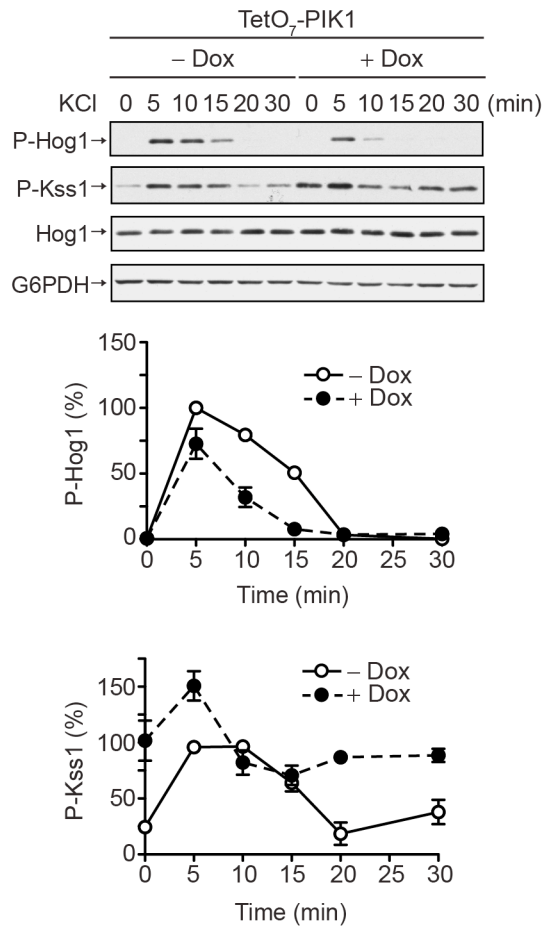 TetO7-PIK1
– Dox + Dox
KCl 0 5 10 15 20 30 0 5 10 15 20 30 (min)
P-Hog1→
P-Kss1→
Hog1→
G6PDH→
150
100
50
0
P-Hog1 (%)
– Dox
+ Dox
0 5 10 15 20 25 30
Time (min)
150
100
50
0
P-Kss1 (%)
– Dox
+ Dox
0 5 10 15 20 25 30
Time (min)